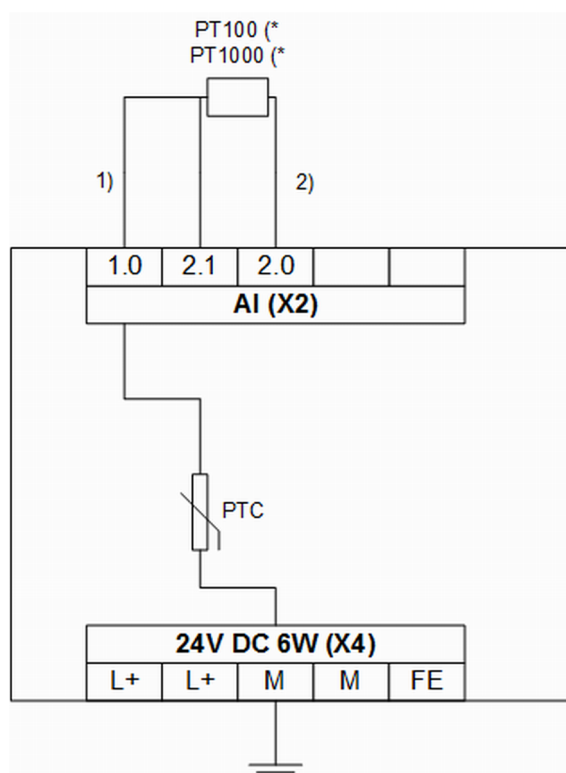 PT100 (*
PT1000 (*
1)
2)
1.0 2.1 2.0
AI (X2)
PTC
24V DC 6W (X4)
L+ L+ M M FE